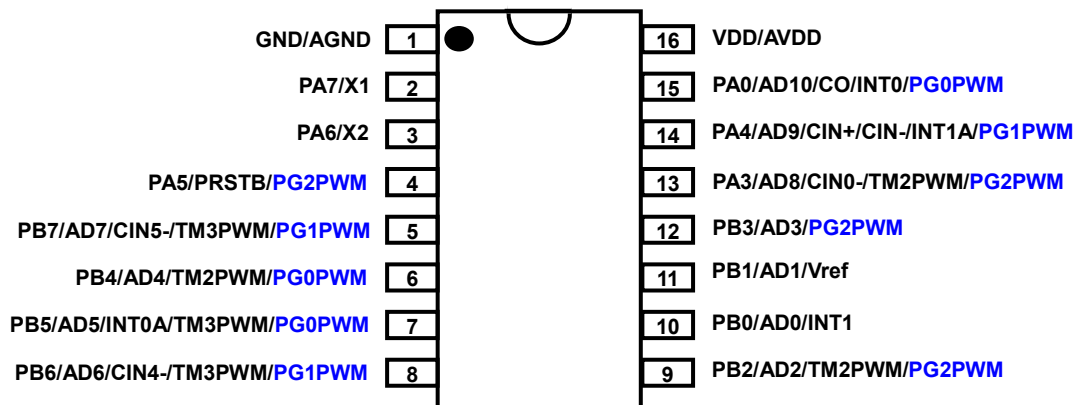 GND/AGND 1 16 VDD/AVDD
PA7/X1 2 15 PA0/AD10/CO/INT0/PG0PWM
PA6/X2 3 14 PA4/AD9/CIN+/CIN-/INT1A/PG1PWM
PA5/PRSTB/PG2PWM 4 13 PA3/AD8/CIN0-/TM2PWM/PG2PWM
PB7/AD7/CIN5-/TM3PWM/PG1PWM 5 12 PB3/AD3/PG2PWM
PB4/AD4/TM2PWM/PG0PWM 6 11 PB1/AD1/Vref
PB5/AD5/INT0A/TM3PWM/PG0PWM 7 10 PB0/AD0/INT1
PB6/AD6/CIN4-/TM3PWM/PG1PWM 8 9 PB2/AD2/TM2PWM/PG2PWM